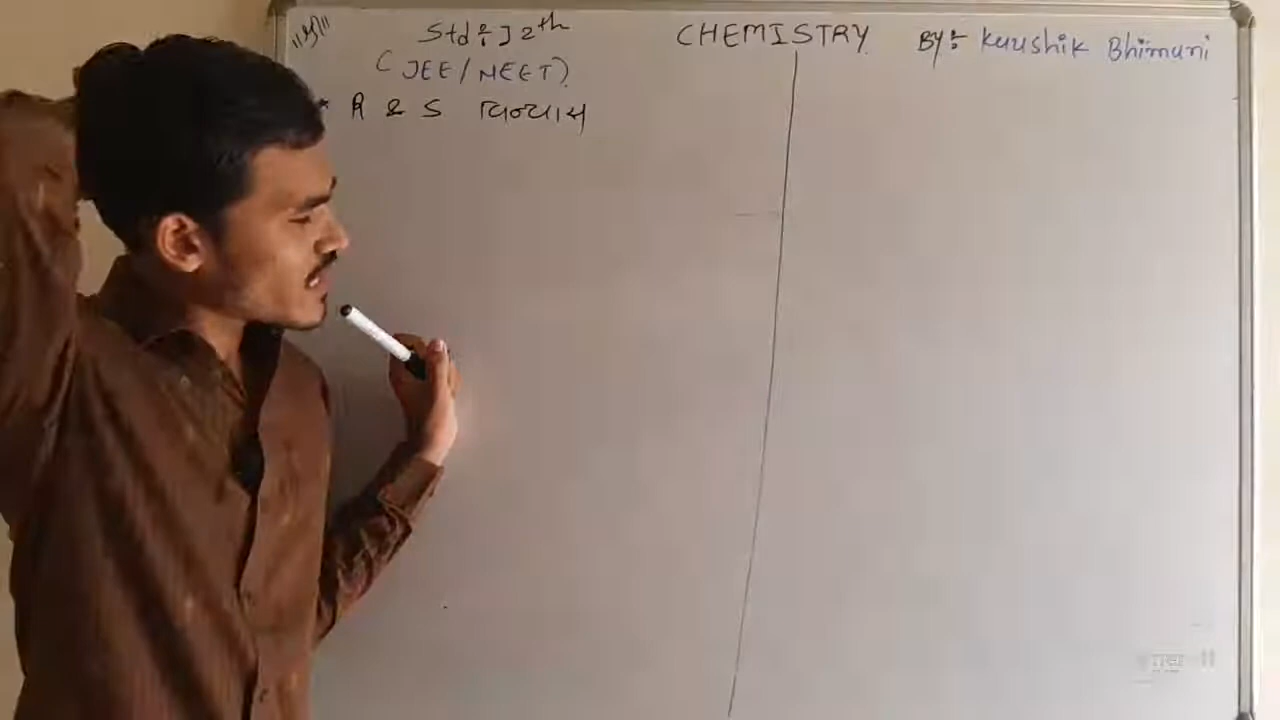 "શ્રી"
Std : 12th
CHEMISTRY
By : Kaushik Bhimani
(JEE/NEET)
* R & S વિન્યાસ